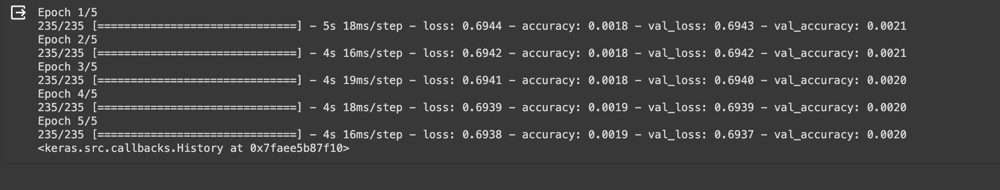 Epoch 1/5
235/235 [==============================] - 5s 18ms/step - loss: 0.6944 - accuracy: 0.0018 - val_loss: 0.6943 - val_accuracy: 0.0021
Epoch 2/5
235/235 [==============================] - 4s 16ms/step - loss: 0.6942 - accuracy: 0.0018 - val_loss: 0.6942 - val_accuracy: 0.0021
Epoch 3/5
235/235 [==============================] - 4s 19ms/step - loss: 0.6941 - accuracy: 0.0018 - val_loss: 0.6940 - val_accuracy: 0.0020
Epoch 4/5
235/235 [==============================] - 4s 18ms/step - loss: 0.6939 - accuracy: 0.0019 - val_loss: 0.6939 - val_accuracy: 0.0020
Epoch 5/5
235/235 [==============================] - 4s 16ms/step - loss: 0.6938 - accuracy: 0.0019 - val_loss: 0.6937 - val_accuracy: 0.0020
<keras.src.callbacks.History at 0x7faee5b87f10>